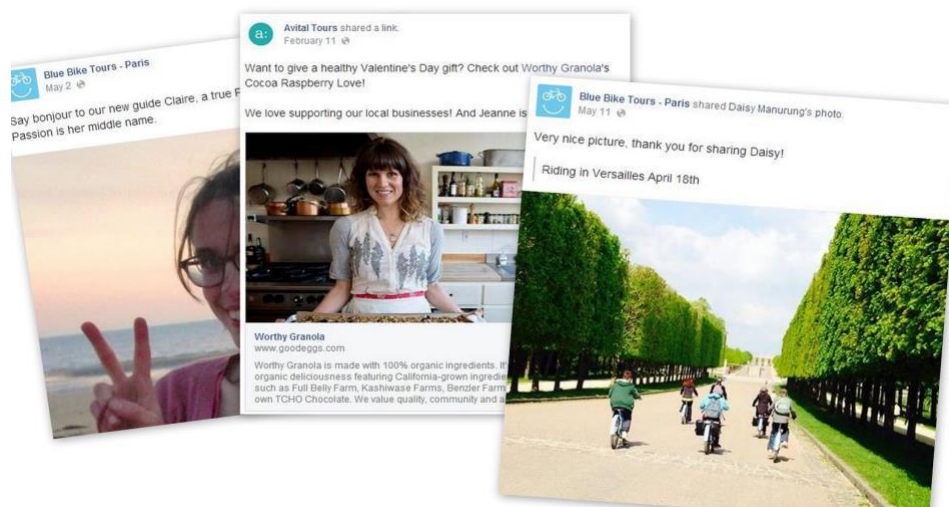 Blue Bike Tours - Paris
May 2
Say bonjour to our new guide Claire, a true
Passion is her middle name.
a:
Avital Tours shared a link.
February 11
Want to give a healthy Valentine's Day gift? Check out Worthy Granola's
Cocoa Raspberry Love!
We love supporting our local businesses! And Jeanne is
Worthy Granola
www.goodeggs.com
Worthy Granola is made with 100% organic ingredients. It
organic deliciousness featuring California-grown
such as Full Belly Farm, Kashiwase Farms, Benzler Farm
own TCHO Chocolate. We value quality, community and a
Blue Bike Tours - Paris shared Daisy Manurung's photo.
May 11
Very nice picture, thank you for sharing Daisy!
Riding in Versailles April 18th